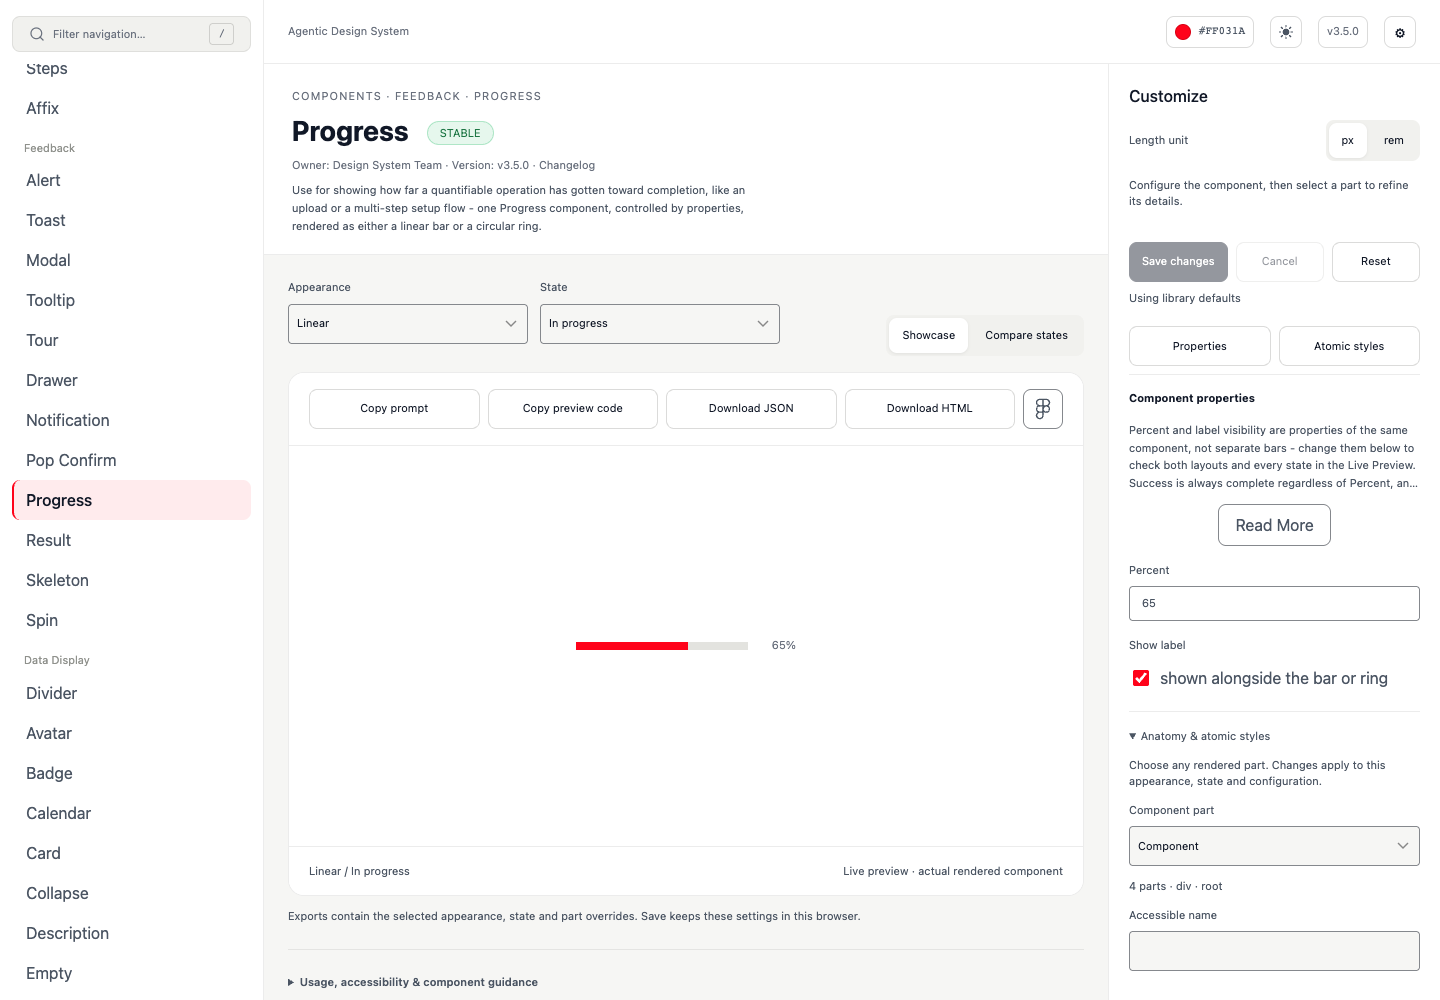 Filter navigation...
/
Steps
Affix
Feedback
Alert
Toast
Modal
Tooltip
Tour
Drawer
Notification
Pop Confirm
Progress
Result
Skeleton
Spin
Data Display
Divider
Avatar
Badge
Calendar
Card
Collapse
Description
Empty
Agentic Design System
#FF031A
v3.5.0
COMPONENTS · FEEDBACK · PROGRESS
Progress
STABLE
Owner: Design System Team · Version: v3.5.0 · Changelog
Use for showing how far a quantifiable operation has gotten toward completion, like an
upload or a multi-step setup flow - one Progress component, controlled by properties,
rendered as either a linear bar or a circular ring.
Appearance
State
Linear
In progress
Showcase
Compare states
Copy prompt
Copy preview code
Download JSON
Download HTML
65%
Linear / In progress
Live preview · actual rendered component
Exports contain the selected appearance, state and part overrides. Save keeps these settings in this browser.
Usage, accessibility & component guidance
Customize
Length unit
px
rem
Configure the component, then select a part to refine
its details.
Save changes
Cancel
Reset
Using library defaults
Properties
Atomic styles
Component properties
Percent and label visibility are properties of the same
component, not separate bars - change them below to
check both layouts and every state in the Live Preview.
Success is always complete regardless of Percent, an...
Read More
Percent
65
Show label
shown alongside the bar or ring
Anatomy & atomic styles
Choose any rendered part. Changes apply to this
appearance, state and configuration.
Component part
Component
4 parts · div · root
Accessible name